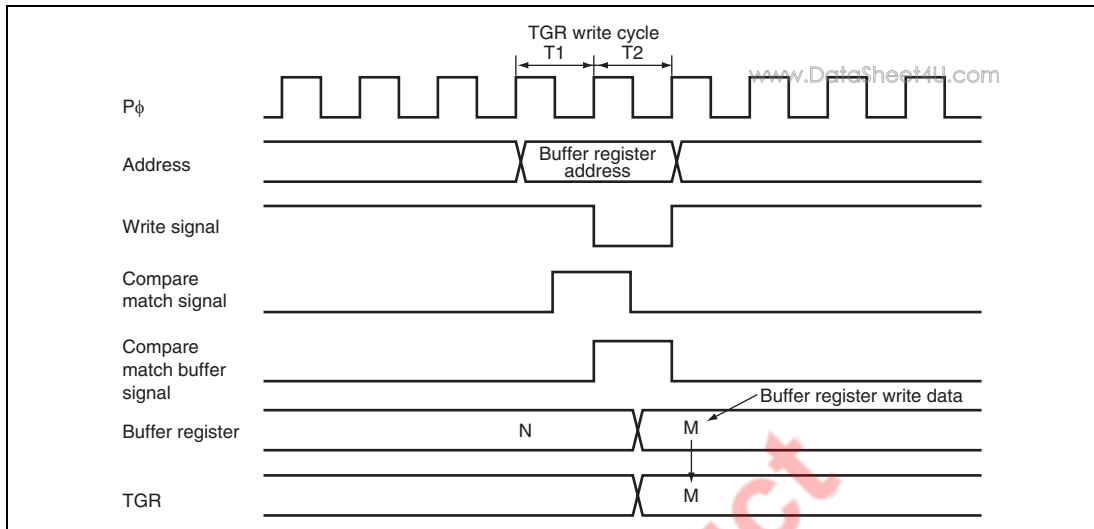 TGR write cycle
T1 T2
www.DataSheet4U.com
Pϕ
Address
Buffer register
address
Write signal
Compare
match signal
Compare
match buffer
signal
Buffer register write data
Buffer register N M
TGR M